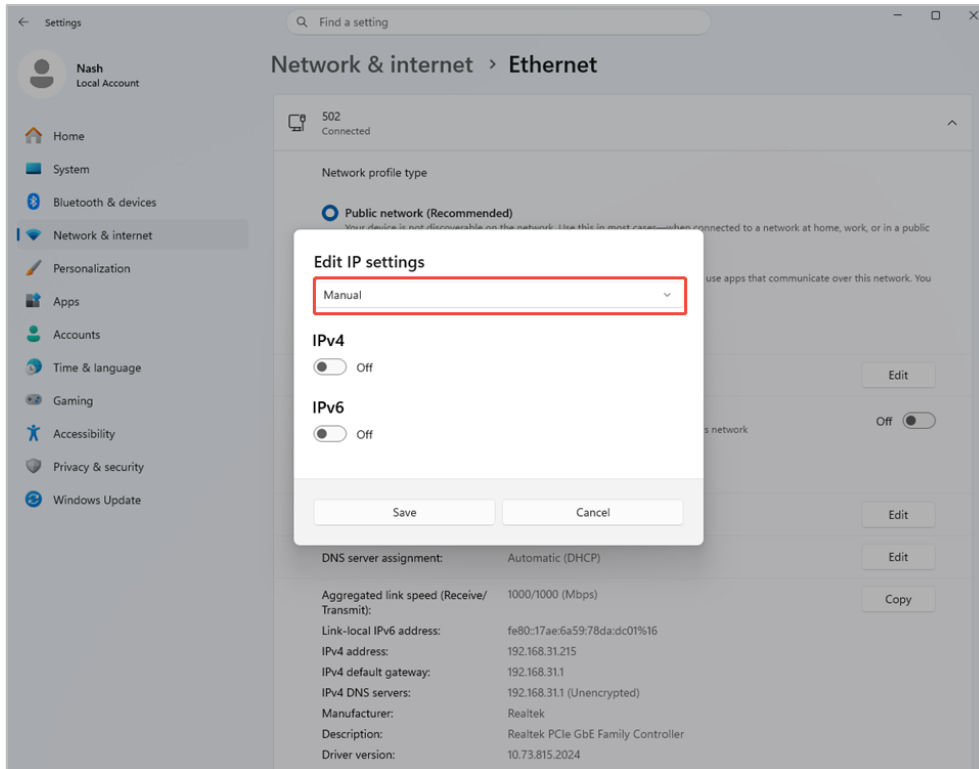 Settings
Find a setting
Nash
Local Account
Home
System
Bluetooth & devices
Network & internet
Personalization
Apps
Accounts
Time & language
Gaming
Accessibility
Privacy & security
Windows Update
Network & internet > Ethernet
502
Connected
Network profile type
Public network (Recommended)
Your device is not discoverable on the network. Use this in most cases—when connected to a network at home, work, or in a public
use apps that communicate over this network. You
Edit
s network
Off
Edit IP settings
Manual
IPv4
Off
IPv6
Off
Save
Cancel
Edit
DNS server assignment:
Automatic (DHCP)
Edit
Aggregated link speed (Receive/
Transmit):
1000/1000 (Mbps)
Copy
Link-local IPv6 address:
fe80::17ae:6a59:78da:dc01%16
IPv4 address:
192.168.31.215
IPv4 default gateway:
192.168.31.1
IPv4 DNS servers:
192.168.31.1 (Unencrypted)
Manufacturer:
Realtek
Description:
Realtek PCIe GbE Family Controller
Driver version:
10.73.815.2024